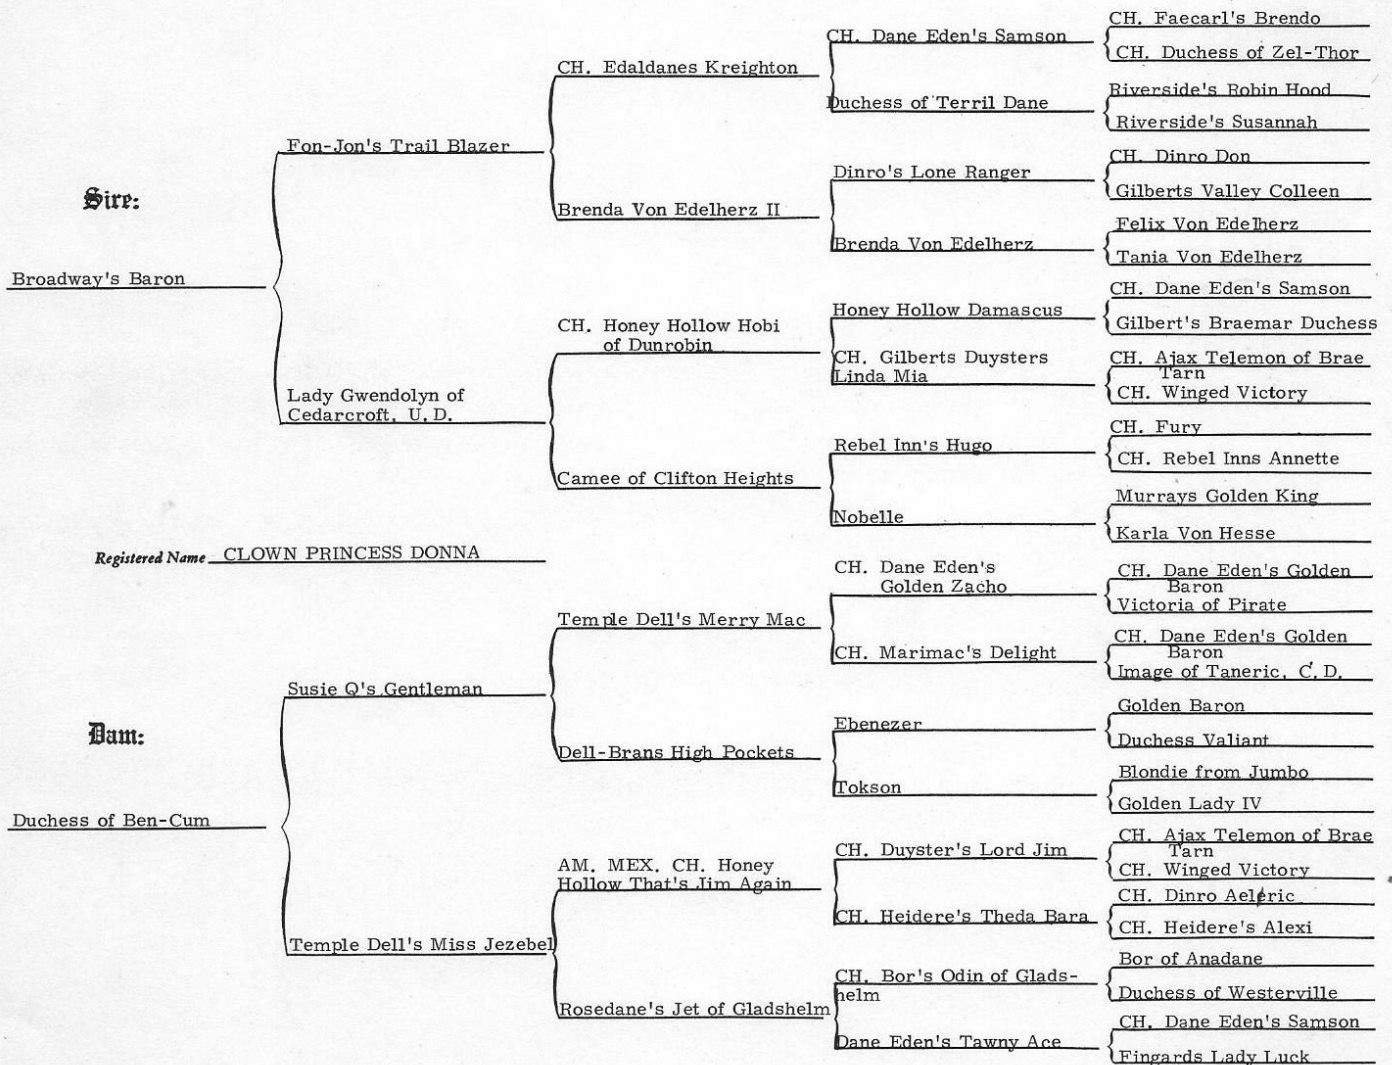 CH. Faecarl's Brendo
CH. Dane Eden's Samson
CH. Duchess of Zel-Thor
CH. Edaldanes Kreighton
Riverside's Robin Hood
Duchess of Terril Dane
Riverside's Susannah
Fon-Jon's Trail Blazer
CH. Dinro Don
Dinro's Lone Ranger
Gilberts Valley Colleen
Sire:
Brenda Von Edelherz II
Felix Von Edelherz
Brenda Von Edelherz
Tania Von Edelherz
Broadway's Baron
CH. Dane Eden's Samson
Honey Hollow Damascus
Gilbert's Braemar Duchess
CH. Honey Hollow Hobi
of Dunrobin
CH. Gilberts Duysters
Linda Mia
CH. Ajax Telemon of Brae
Tarn
CH. Winged Victory
Lady Gwendolyn of
Cedarcroft, U.D.
CH. Fury
Rebel Inn's Hugo
CH. Rebel Inns Annette
Camee of Clifton Heights
Murrays Golden King
Nobelle
Karla Von Hesse
Registered Name CLOWN PRINCESS DONNA
CH. Dane Eden's
Golden Zacho
CH. Dane Eden's Golden
Baron
Victoria of Pirate
Temple Dell's Merry Mac
CH. Dane Eden's Golden
Baron
CH. Marimac's Delight
Image of Taneric, C.D.
Susie Q's Gentleman
Golden Baron
Ebenezer
Duchess Valiant
Dam:
Dell-Brans High Pockets
Blondie from Jumbo
Tokson
Golden Lady IV
Duchess of Ben-Cum
CH. Ajax Telemon of Brae
Tarn
CH. Duyster's Lord Jim
CH. Winged Victory
AM. MEX. CH. Honey
Hollow That's Jim Again
CH. Dinro Aeleric
CH. Heidere's Theda Bara
CH. Heidere's Alexi
Temple Dell's Miss Jezebel
Bor of Anadane
CH. Bor's Odin of Glads-
helm
Duchess of Westerville
Rosedane's Jet of Gladshelm
CH. Dane Eden's Samson
Dane Eden's Tawny Ace
Fingards Lady Luck